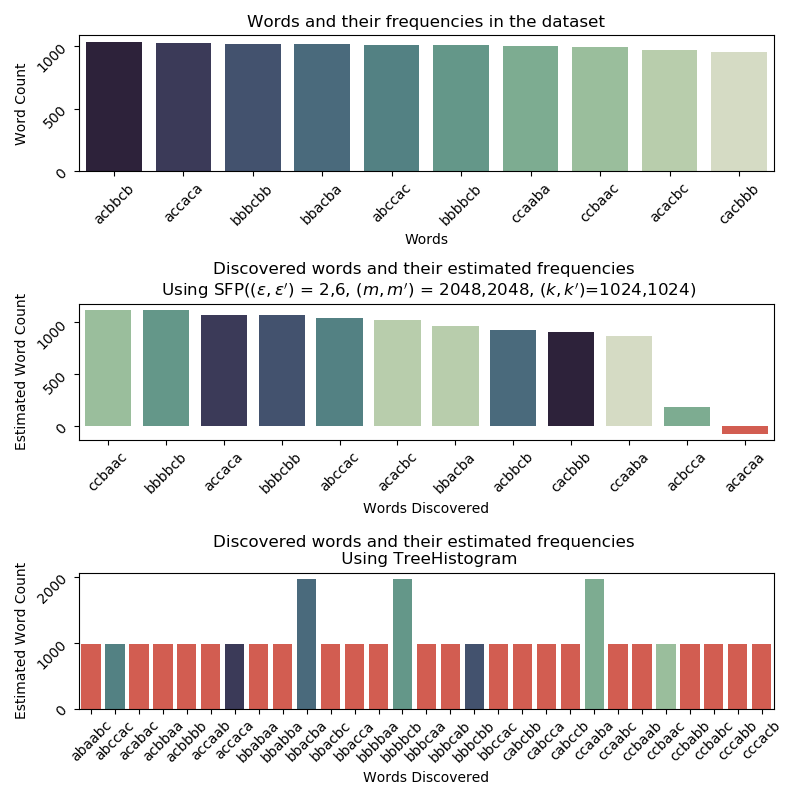 Words and their frequencies in the dataset
Word Count
1000
500
0
acbbcb accaca bbbcbb bbacba abccac bbbbcb ccaaba ccbaac acacbc cacbbb
Words
Discovered words and their estimated frequencies
Using SFP((ϵ, ϵ′) = 2,6, (m, m′) = 2048,2048, (k, k′)=1024,1024)
Estimated Word Count
1000
500
0
ccbaac bbbbcb accaca bbbcbb abccac acacbc bbacba acbbcb cacbbb ccaaba acbcca acacaa
Words Discovered
Discovered words and their estimated frequencies
Using TreeHistogram
Estimated Word Count
2000
1000
0
abaabc abccac acabac acbbaa acbbbb accaab accaca bbabaa bbabba bbacba bbacbc bbacca bbbbaa bbbbcb bbbcaa bbbcab bbbcbb bbccac cabcbb cabcca cabccb ccaaba ccaabc ccbaab ccbaac ccbabb ccbabc cccabb cccacb
Words Discovered